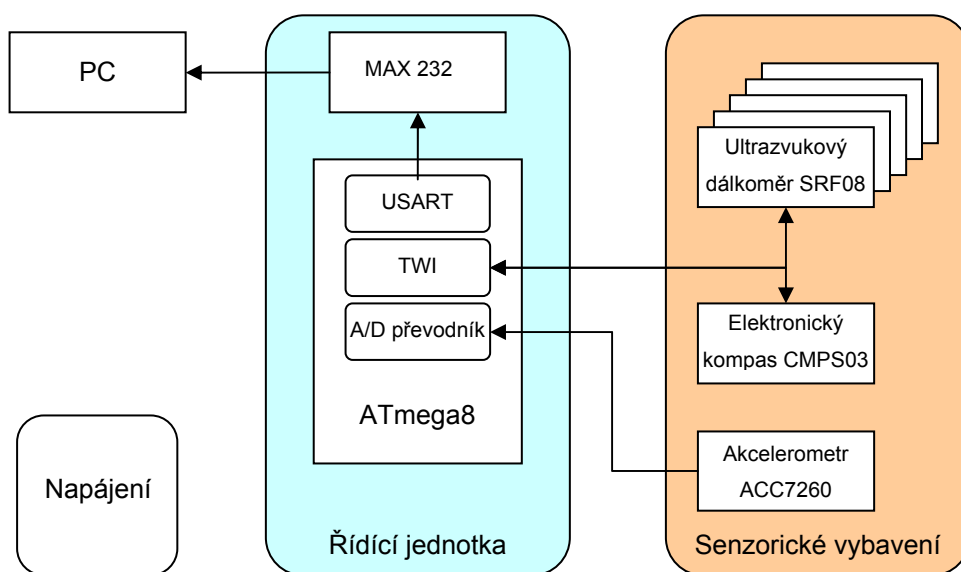 PC
MAX 232
USART
TWI
A/D převodník
ATmega8
Řídící jednotka
Napájení
Ultrazvukový
dálkoměr SRF08
Elektronický
kompas CMPS03
Akcelerometr
ACC7260
Senzorické vybavení